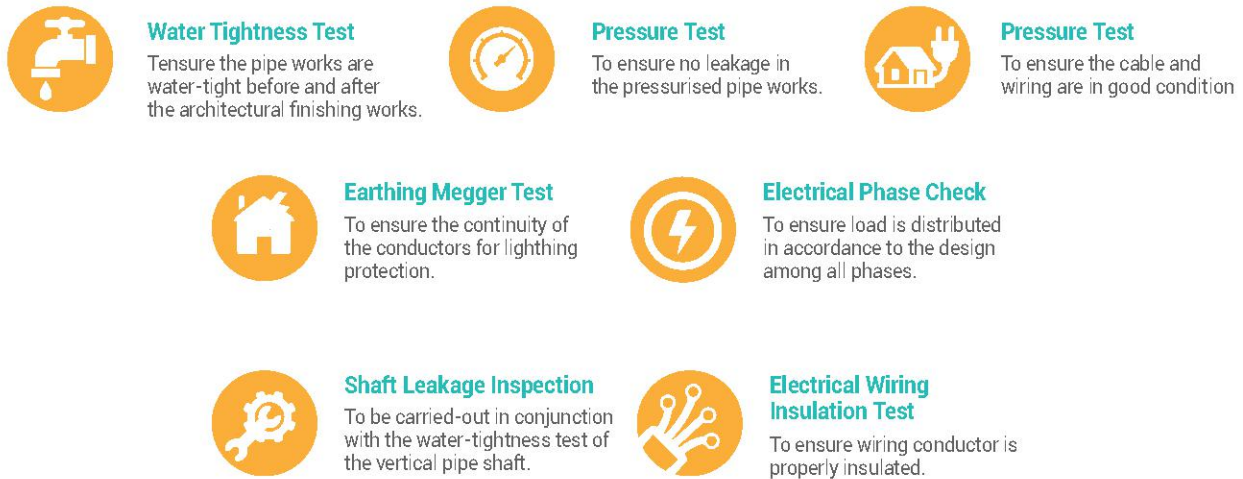 Water Tightness Test
Tensure the pipe works are
water-tight before and after
the architectural finishing works.
Pressure Test
To ensure no leakage in
the pressurised pipe works.
Pressure Test
To ensure the cable and
wiring are in good condition
Earthing Megger Test
To ensure the continuity of
the conductors for lighthing
protection.
Electrical Phase Check
To ensure load is distributed
in accordance to the design
among all phases.
Shaft Leakage Inspection
To be carried-out in conjunction
with the water-tightness test of
the vertical pipe shaft.
Electrical Wiring
Insulation Test
To ensure wiring conductor is
properly insulated.